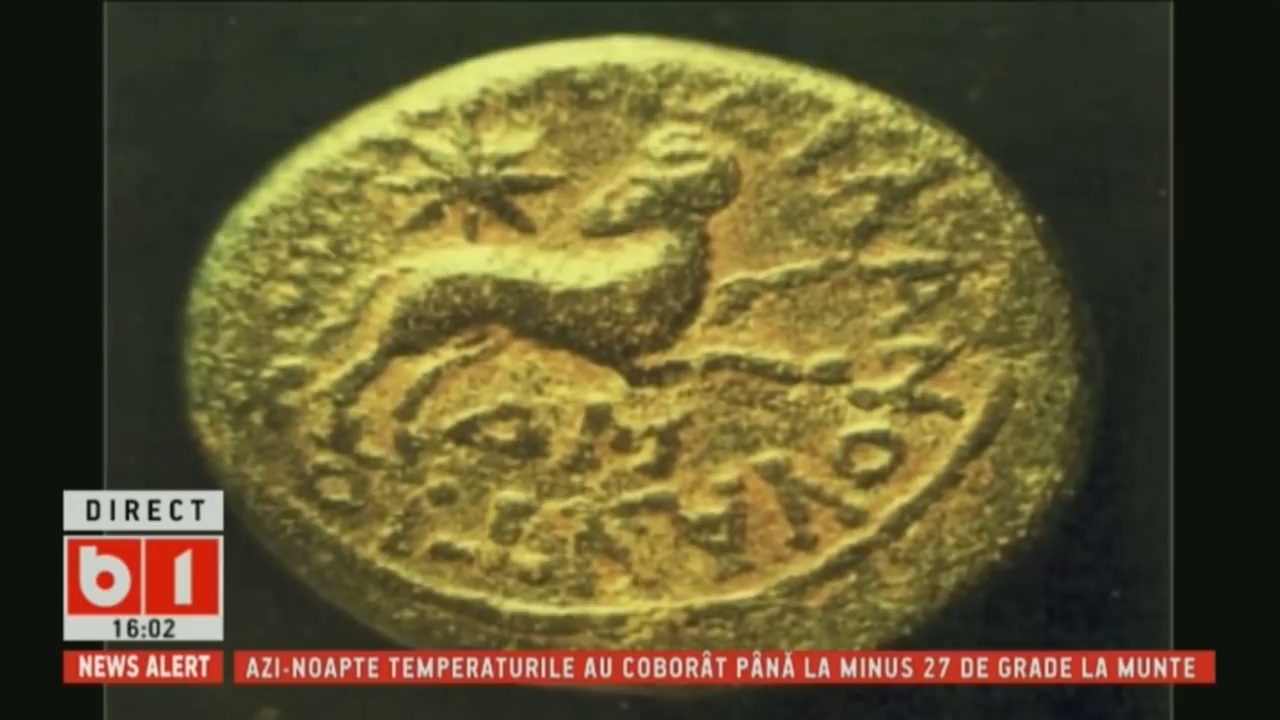 DIRECT
b1
16:02
NEWS ALERT
AZI-NOAPTE TEMPERATURILE AU COBORÂT PÂNĂ LA MINUS 27 DE GRADE LA MUNTE